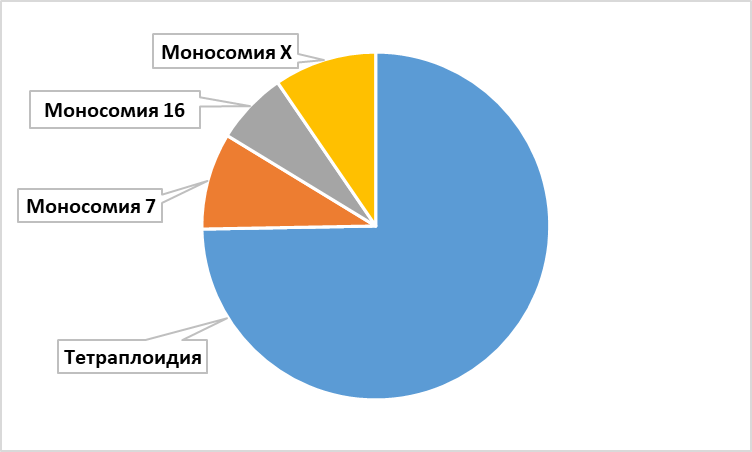 Моносомия X
Моносомия 16
Моносомия 7
Тетраплоидия